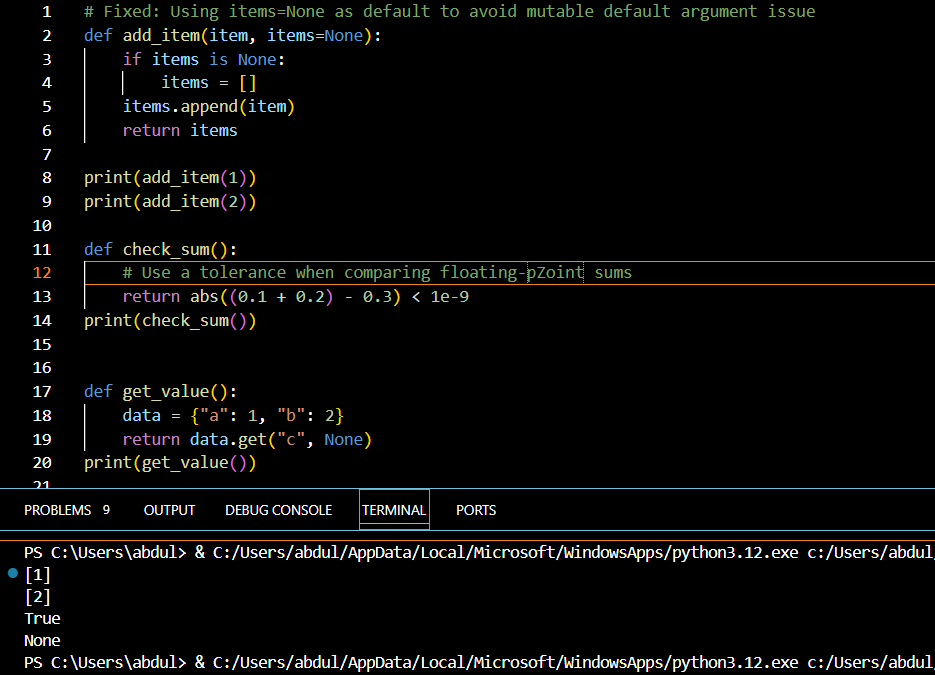 1 # Fixed: Using items=None as default to avoid mutable default argument issue
2 def add_item(item, items=None):
3     if items is None:
4         items = []
5     items.append(item)
6     return items
7
8 print(add_item(1))
9 print(add_item(2))
10
11 def check_sum():
12     # Use a tolerance when comparing floating-pZoint sums
13     return abs((0.1 + 0.2) - 0.3) < 1e-9
14 print(check_sum())
15
16
17 def get_value():
18     data = {"a": 1, "b": 2}
19     return data.get("c", None)
20 print(get_value())
21
PROBLEMS 9 OUTPUT DEBUG CONSOLE TERMINAL PORTS
PS C:\Users\abdul> & C:/Users/abdul/AppData/Local/Microsoft/WindowsApps/python3.12.exe c:/Users/abdul/
[1]
[2]
True
None
PS C:\Users\abdul> & C:/Users/abdul/AppData/Local/Microsoft/WindowsApps/python3.12.exe c:/Users/abdul/